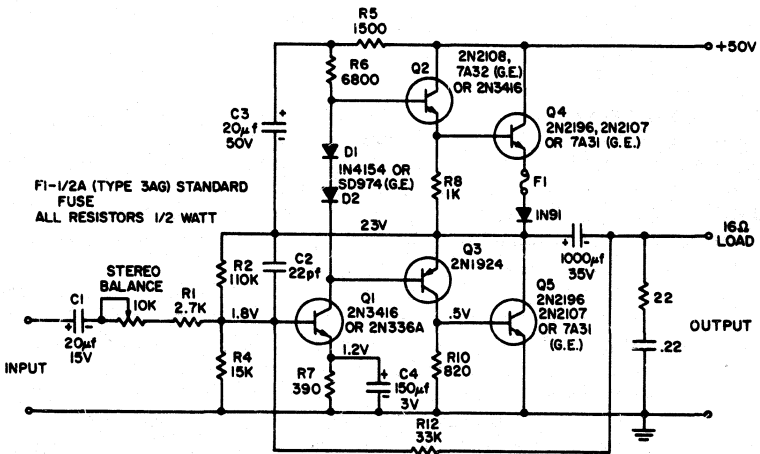 R5
1500
+50V
R6
6800
Q2
2N2108,
7A32 (G.E.)
OR 2N3416
C3
20µf
50V
+
-
Q4
2N2196, 2N2107
OR 7A31 (G.E.)
D1
1N4154 OR
SD974 (G.E.)
D2
F1
F1-1/2A (TYPE 3AG) STANDARD
FUSE
ALL RESISTORS 1/2 WATT
R8
1K
1N91
23V
16Ω
LOAD
+ -
1000µf
35V
R2
110K
C2
22pf
Q3
2N1924
STEREO
BALANCE
10K
C1
+ -
20µf
15V
R1
2.7K
1.8V
Q1
2N3416
OR 2N336A
.5V
Q5
2N2196
2N2107
OR 7A31
(G.E.)
22
.22
OUTPUT
INPUT
R4
15K
1.2V
R7
390
+
-
C4
150µf
3V
R10
820
R12
33K